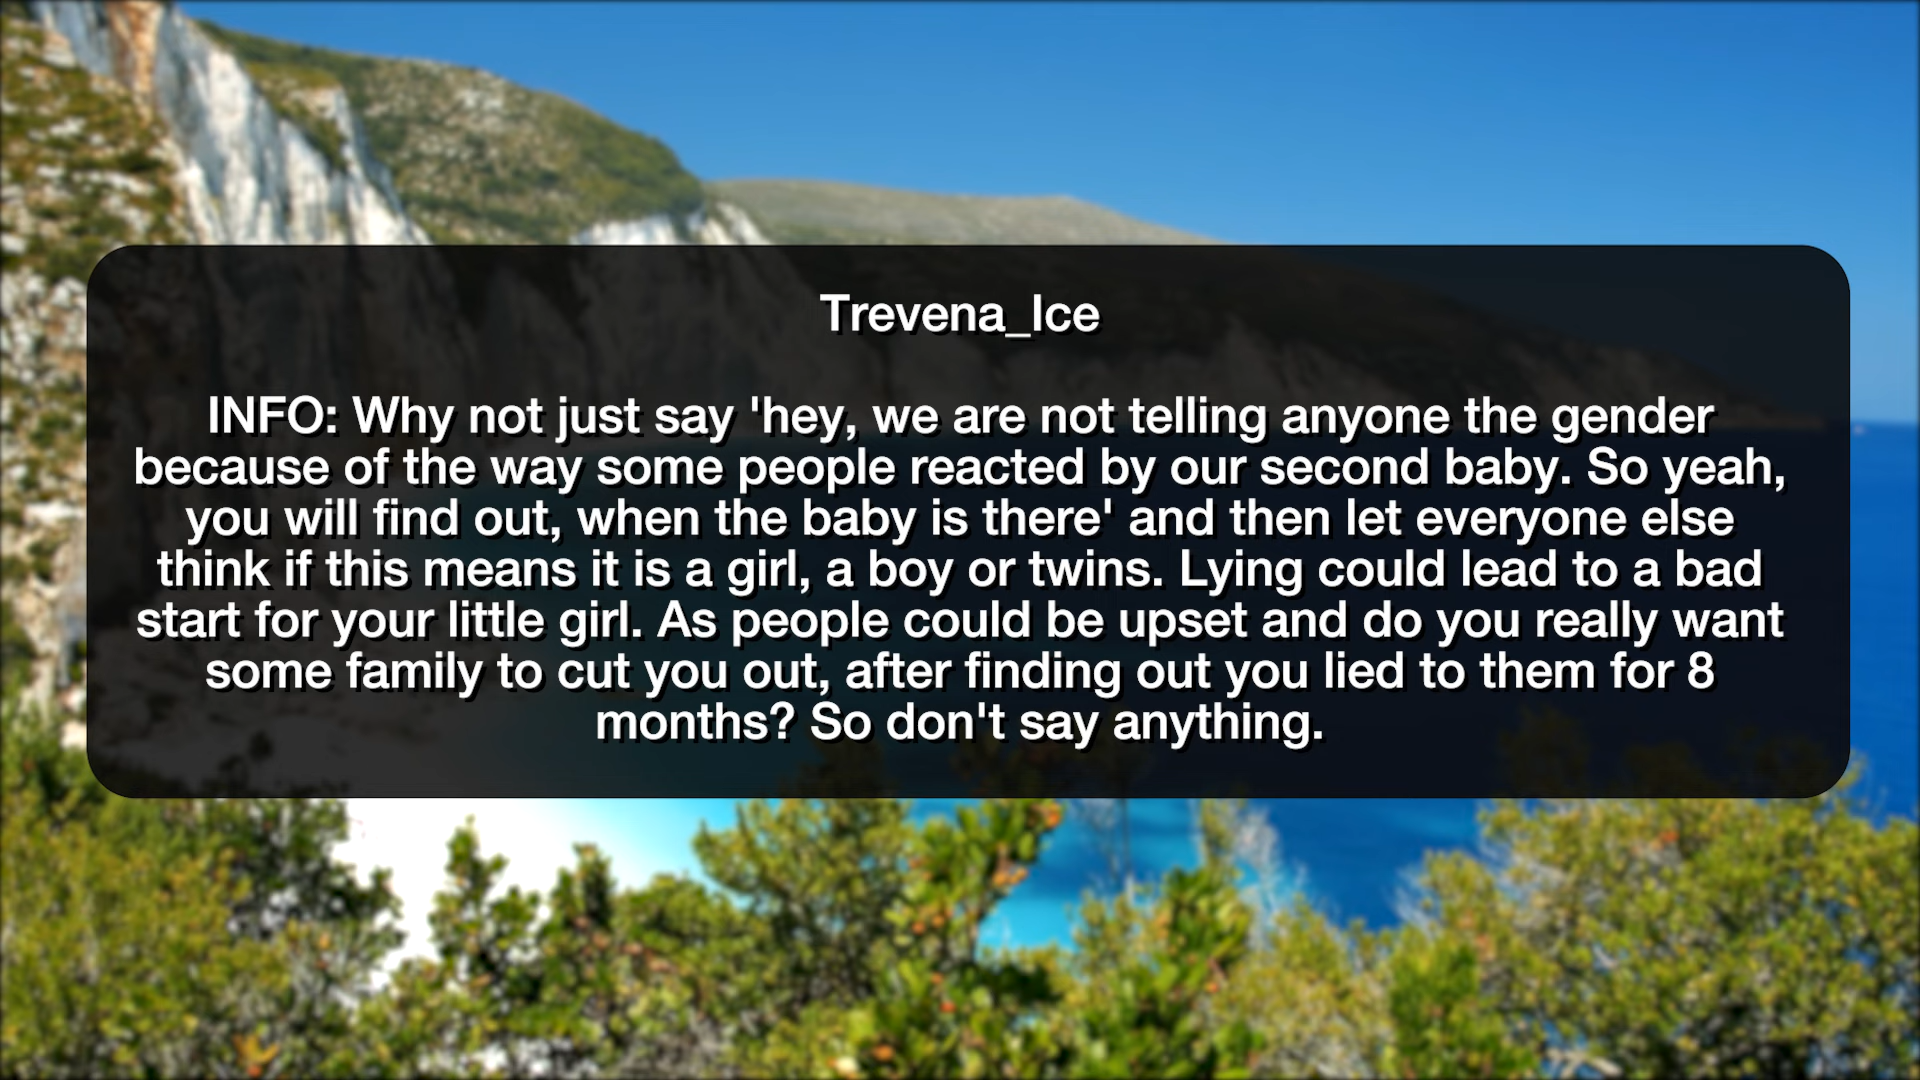 Trevena_Ice
INFO: Why not just say 'hey, we are not telling anyone the gender
because of the way some people reacted by our second baby. So yeah,
you will find out, when the baby is there' and then let everyone else
think if this means it is a girl, a boy or twins. Lying could lead to a bad
start for your little girl. As people could be upset and do you really want
some family to cut you out, after finding out you lied to them for 8
months? So don't say anything.